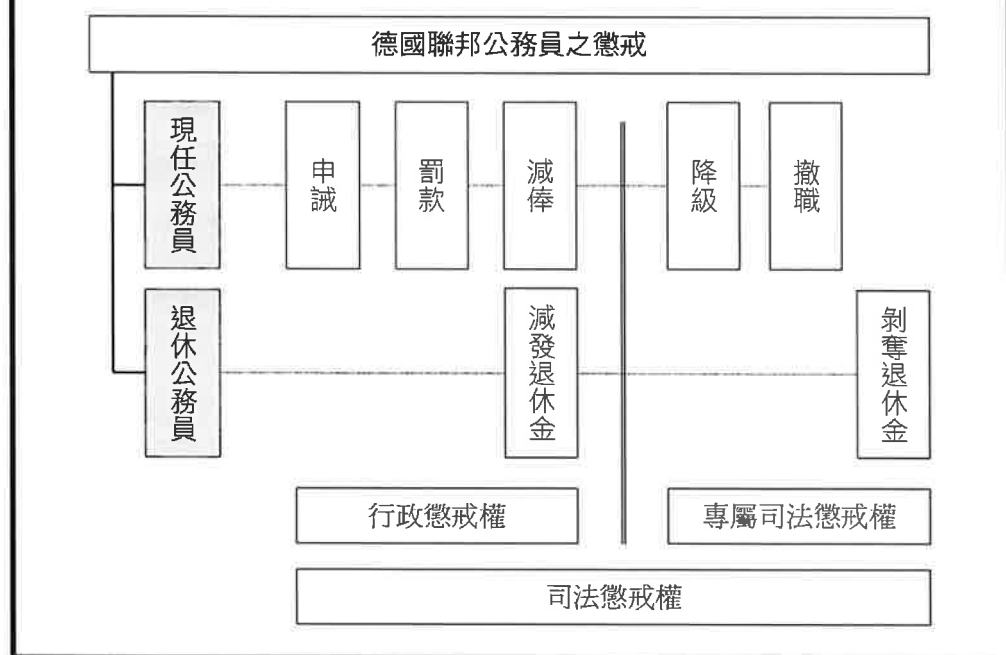 德國聯邦公務員之懲戒
現任公務員
申誡
罰款
減俸
降級
撤職
退休公務員
減發退休金
剝奪退休金
行政懲戒權
專屬司法懲戒權
司法懲戒權